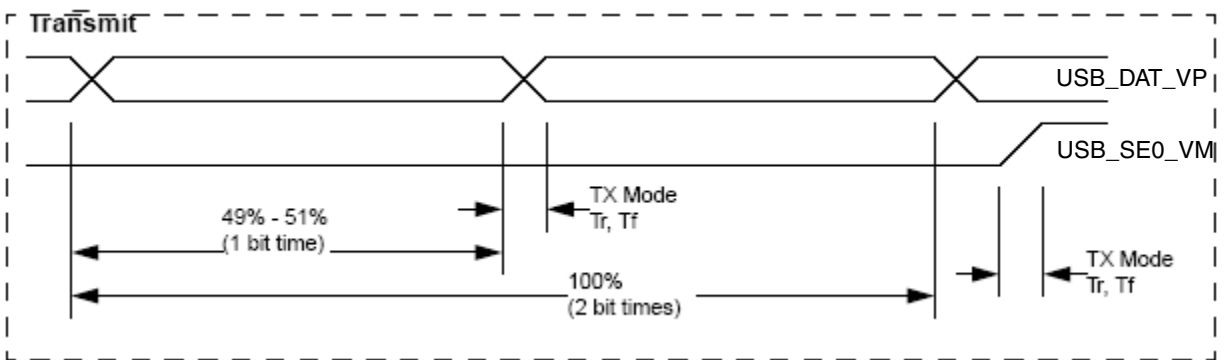 Transmit
USB_DAT_VP
USB_SE0_VM
TX Mode
Tr, Tf
49% - 51%
(1 bit time)
100%
(2 bit times)
TX Mode
Tr, Tf